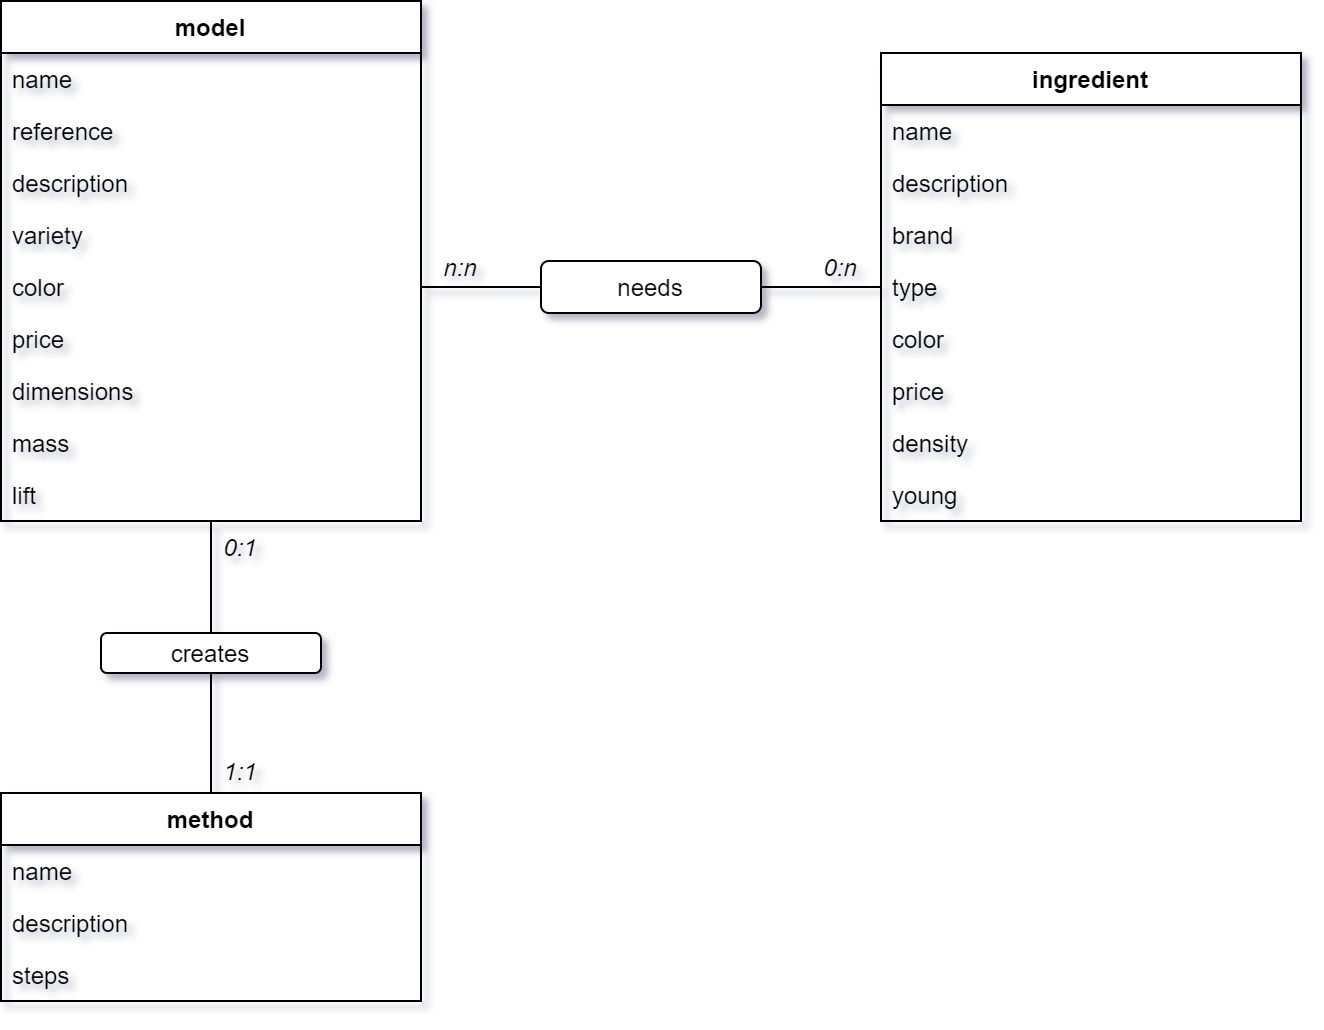 model
name
reference
description
variety
color
price
dimensions
mass
lift
n:n
needs
0:n
ingredient
name
description
brand
type
color
price
density
young
0:1
creates
1:1
method
name
description
steps